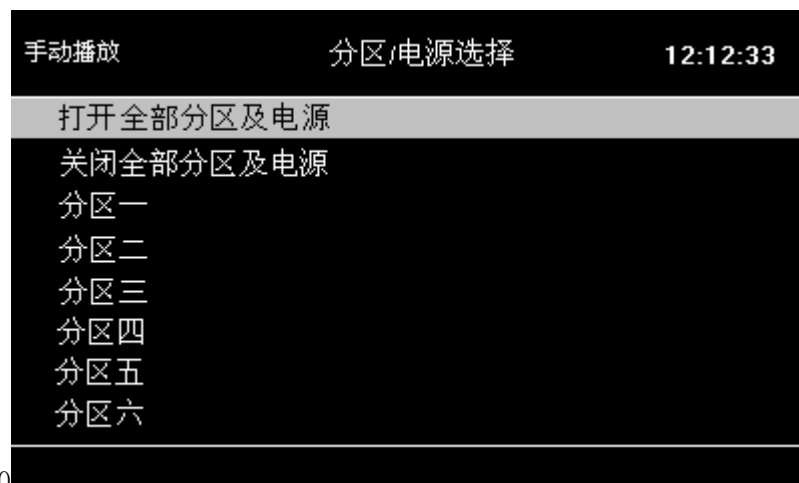 手动播放 分区/电源选择 12:12:33
打开全部分区及电源
关闭全部分区及电源
分区一
分区二
分区三
分区四
分区五
分区六